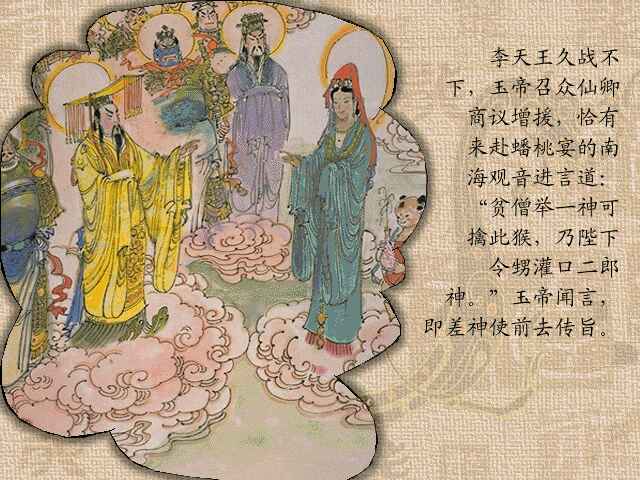 李天王久战不
下，玉帝召众仙卿
商议增援，恰有
来赴蟠桃宴的南
海观音进言道：
“贫僧举一神可
擒此猴，乃陛下
令甥灌口二郎
神。”玉帝闻言，
即差神使前去传旨。